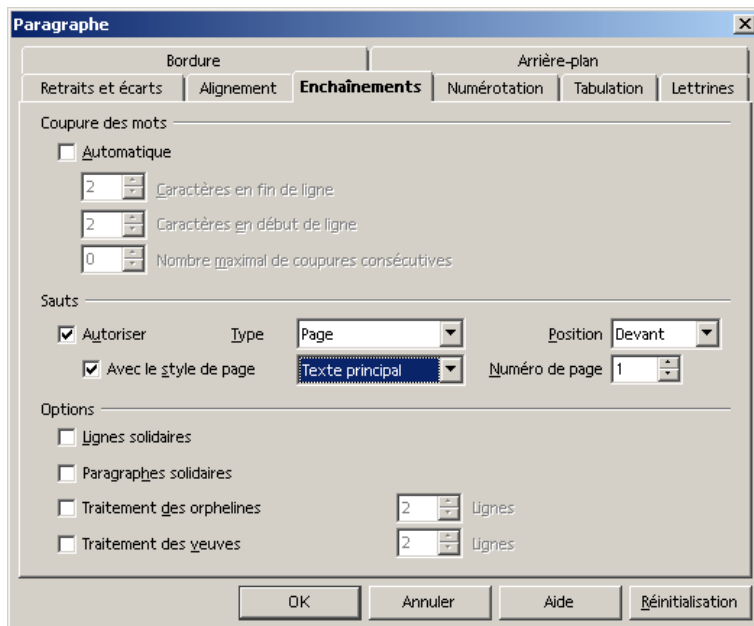 Paragraphe
Bordure Arrière-plan
Retraits et écarts Alignement Enchaînements Numérotation Tabulation Lettrines
Coupure des mots
Automatique
2 Caractères en fin de ligne
2 Caractères en début de ligne
0 Nombre maximal de coupures consécutives
Sauts
Autoriser Type Page Position Devant
Avec le style de page Texte principal Numéro de page 1
Options
Lignes solidaires
Paragraphes solidaires
Traitement des orphelines 2 Lignes
Traitement des veuves 2 Lignes
OK Annuler Aide Réinitialisation